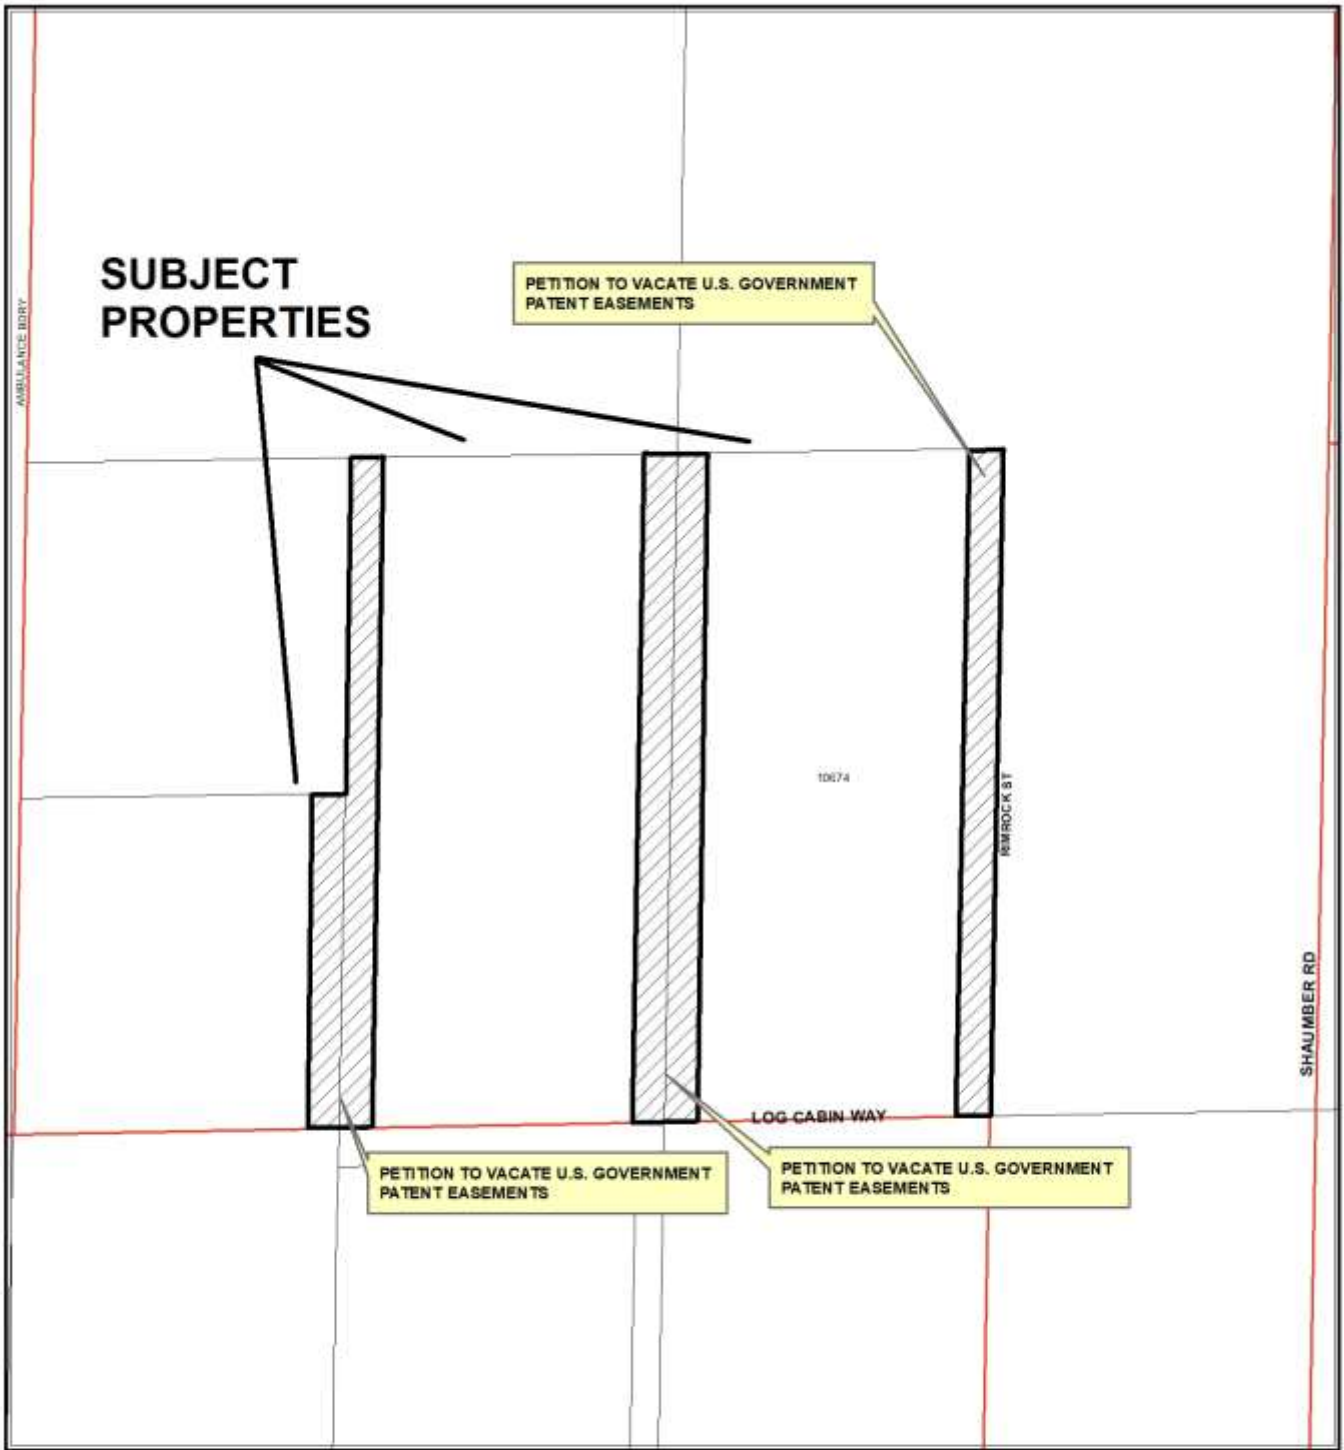 SUBJECT
PROPERTIES
PETITION TO VACATE U.S. GOVERNMENT
PATENT EASEMENTS
AMBULANCE BDRY
10674
RIMROCK ST
SHAUMBER RD
LOG CABIN WAY
PETITION TO VACATE U.S. GOVERNMENT
PATENT EASEMENTS
PETITION TO VACATE U.S. GOVERNMENT
PATENT EASEMENTS